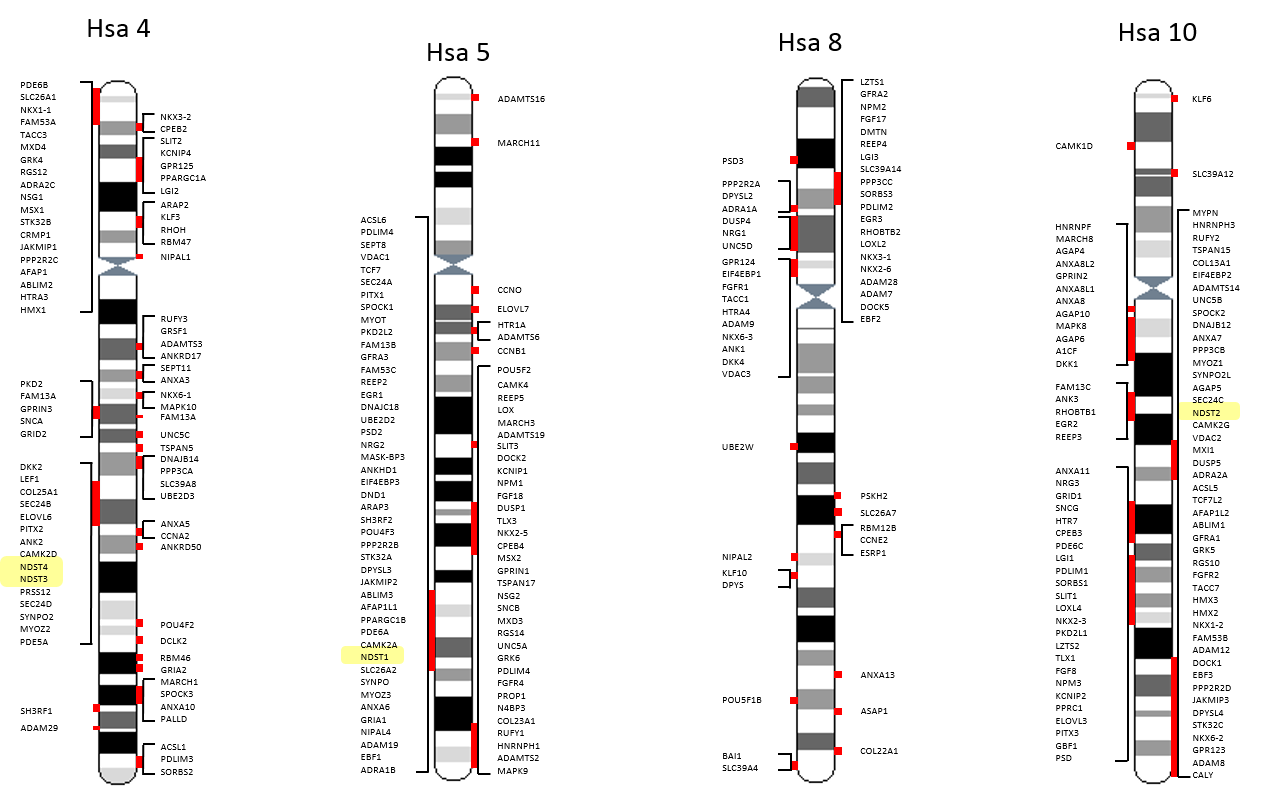 Hsa 4
PDE6B
SLC26A1
NKX1-1
FAM53A
TACC3
MXD4
GRK4
RGS12
ADRA2C
NSG1
MSX1
STK32B
CRMP1
JAKMIP1
PPP2R2C
AFAP1
ABLIM2
HTRA3
HMX1
PKD2
FAM13A
GPRIN3
SNCA
GRID2
DKK2
LEF1
COL25A1
SEC24B
ELOVL6
PITX2
ANK2
CAMK2D
NDST4
NDST3
PRSS12
SEC24D
SYNPO2
MYOZ2
PDE5A
SH3RF1
ADAM29
NKX3-2
CPEB2
SLIT2
KCNIP4
GPR125
PPARGC1A
LGI2
ARAP2
KLF3
RHOH
RBM47
NIPAL1
RUFY3
GRSF1
ADAMTS3
ANKRD17
SEPT11
ANXA3
NKX6-1
MAPK10
FAM13A
UNC5C
TSPAN5
DNAJB14
PPP3CA
SLC39A8
UBE2D3
ANXA5
CCNA2
ANKRD50
POU4F2
DCLK2
RBM46
GRIA2
MARCH1
SPOCK3
ANXA10
PALLD
ACSL1
PDLIM3
SORBS2
Hsa 5
ACSL6
PDLIM4
SEPT8
VDAC1
TCF7
SEC24A
PITX1
SPOCK1
MYOT
PKD2L2
FAM13B
GFRA3
FAM53C
REEP2
EGR1
DNAJC18
UBE2D2
PSD2
NRG2
MASK-BP3
ANKHD1
EIF4EBP3
DND1
ARAP3
SH3RF2
POU4F3
PPP2R2B
STK32A
DPYSL3
JAKMIP2
ABLIM3
AFAP1L1
PPARGC1B
PDE6A
CAMK2A
NDST1
SLC26A2
SYNPO
MYOZ3
ANXA6
GRIA1
NIPAL4
ADAM19
EBF1
ADRA1B
ADAMTS16
MARCH11
CCNO
ELOVL7
HTR1A
ADAMTS6
CCNB1
POU5F2
CAMK4
REEP5
LOX
MARCH3
ADAMTS19
SLIT3
DOCK2
KCNIP1
NPM1
FGF18
DUSP1
TLX3
NKX2-5
CPEB4
MSX2
GPRIN1
TSPAN17
NSG2
SNCB
MXD3
RGS14
UNC5A
GRK6
PDLIM4
FGFR4
PROP1
N4BP3
COL23A1
RUFY1
HNRNPH1
ADAMTS2
MAPK9
Hsa 8
PSD3
PPP2R2A
DPYSL2
ADRA1A
DUSP4
NRG1
UNC5D
GPR124
EIF4EBP1
FGFR1
TACC1
HTRA4
ADAM9
NKX6-3
ANK1
DKK4
VDAC3
UBE2W
NIPAL2
KLF10
DPYS
POU5F1B
BAI1
SLC39A4
LZTS1
GFRA2
NPM2
FGF17
DMTN
REEP4
LGI3
SLC39A14
PPP3CC
SORBS3
PDLIM2
EGR3
RHOBTB2
LOXL2
NKX3-1
NKX2-6
ADAM28
ADAM7
DOCK5
EBF2
PSKH2
SLC26A7
RBM12B
CCNE2
ESRP1
ANXA13
ASAP1
COL22A1
Hsa 10
CAMK1D
HNRNPF
MARCH8
AGAP4
ANXA8L2
GPRIN2
ANXA8L1
ANXA8
AGAP10
MAPK8
AGAP6
A1CF
DKK1
FAM13C
ANK3
RHOBTB1
EGR2
REEP3
ANXA11
NRG3
GRID1
SNCG
HTR7
CPEB3
PDE6C
LGI1
PDLIM1
SORBS1
SLIT1
LOXL4
NKX2-3
PKD2L1
LZTS2
TLX1
FGF8
NPM3
KCNIP2
PPRC1
ELOVL3
PITX3
GBF1
PSD
KLF6
SLC39A12
MYPN
HNRNPH3
RUFY2
TSPAN15
COL13A1
EIF4EBP2
ADAMTS14
UNC5B
SPOCK2
DNAJB12
ANXA7
PPP3CB
MYOZ1
SYNPO2L
AGAP5
SEC24C
NDST2
CAMK2G
VDAC2
MXI1
DUSP5
ADRA2A
ACSL5
TCF7L2
AFAP1L2
ABLIM1
GFRA1
GRK5
RGS10
FGFR2
TACC7
HMX3
HMX2
NKX1-2
FAM53B
ADAM12
DOCK1
EBF3
PPP2R2D
JAKMIP3
DPYSL4
STK32C
NKX6-2
GPR123
ADAM8
CALY